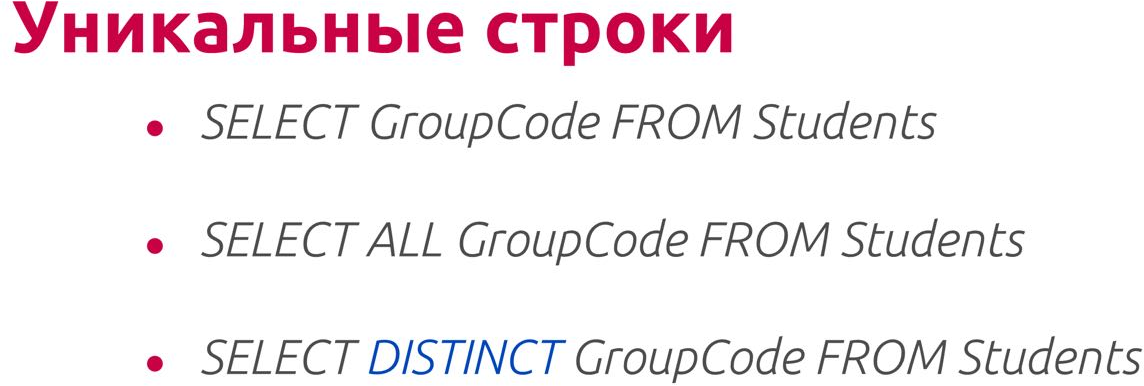 Уникальные строки
• SELECT GroupCode FROM Students
• SELECT ALL GroupCode FROM Students
• SELECT DISTINCT GroupCode FROM Students